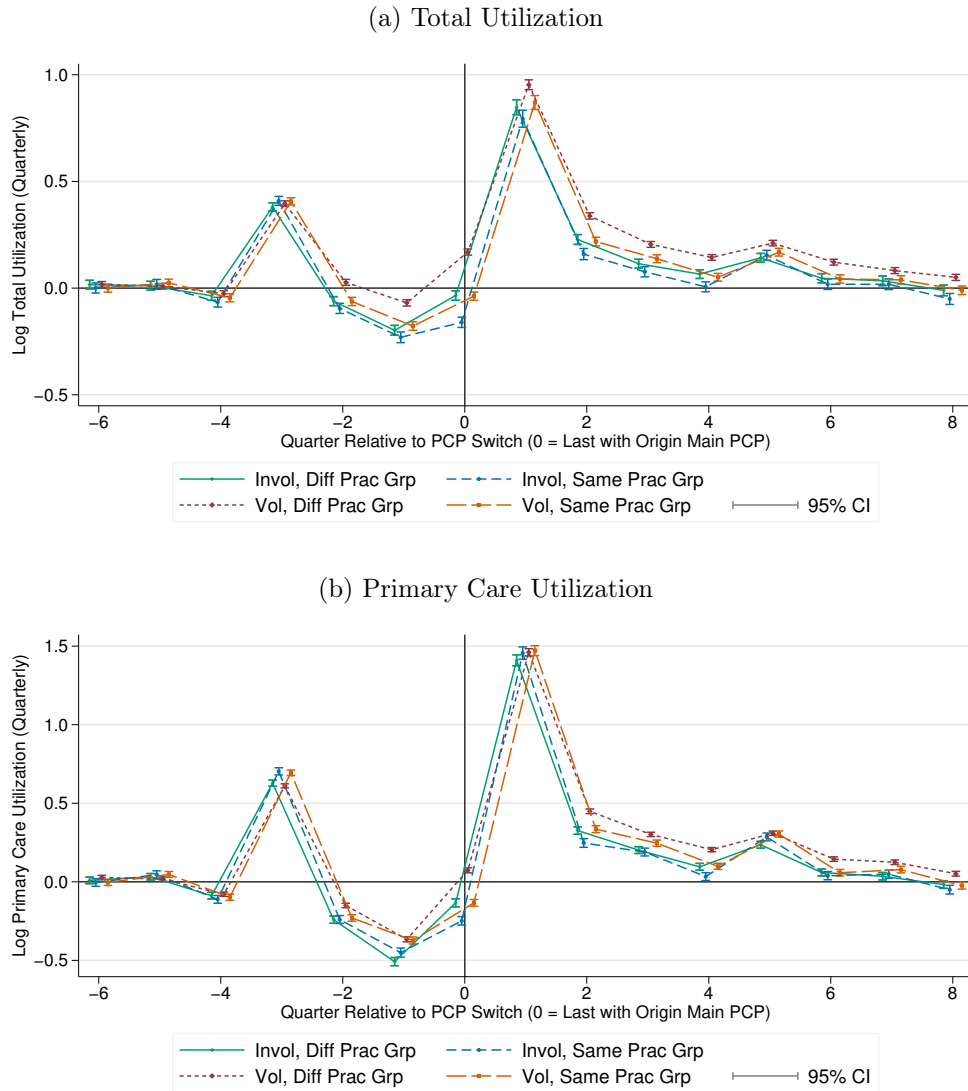 (a) Total Utilization
Log Total Utilization (Quarterly)
1.0
0.5
0.0
−0.5
−6 −4 −2 0 2 4 6 8
Quarter Relative to PCP Switch (0 = Last with Origin Main PCP)
Invol, Diff Prac Grp Invol, Same Prac Grp
Vol, Diff Prac Grp Vol, Same Prac Grp 95% CI
(b) Primary Care Utilization
Log Primary Care Utilization (Quarterly)
1.5
1.0
0.5
0.0
−0.5
−6 −4 −2 0 2 4 6 8
Quarter Relative to PCP Switch (0 = Last with Origin Main PCP)
Invol, Diff Prac Grp Invol, Same Prac Grp
Vol, Diff Prac Grp Vol, Same Prac Grp 95% CI